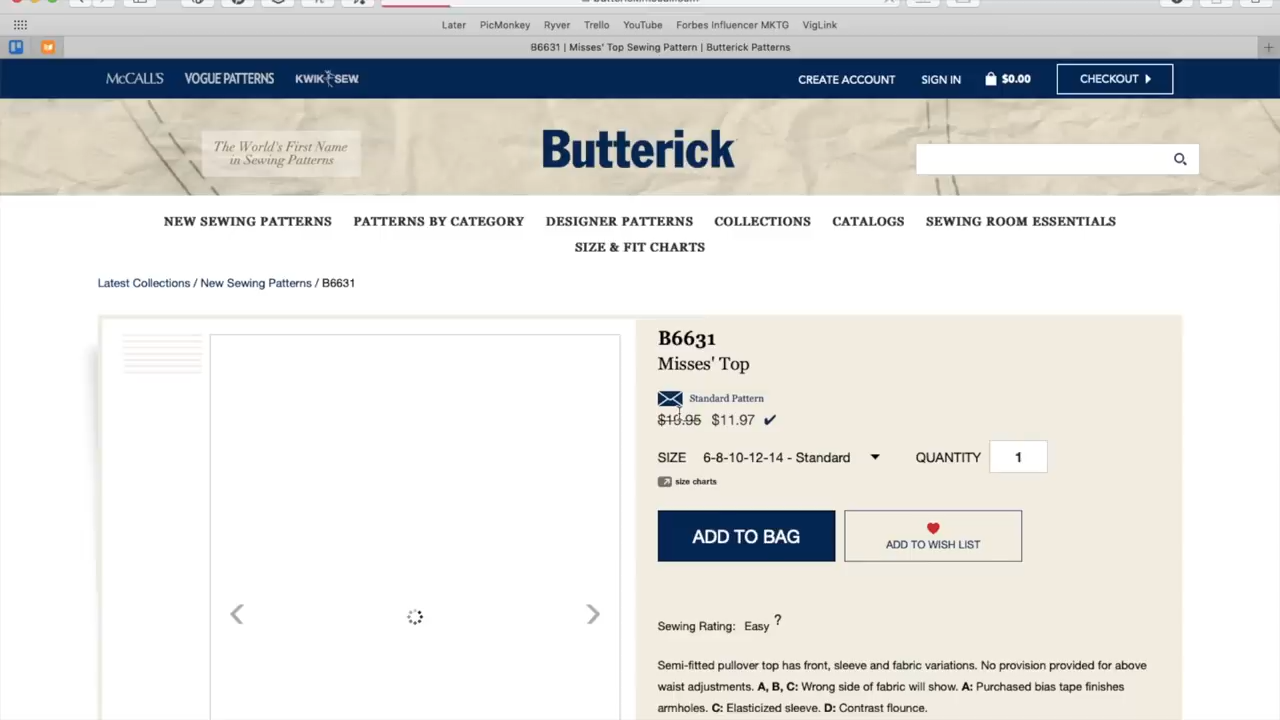 Later PicMonkey Ryver Trello YouTube Forbes Influencer MKTG VigLink
B6631 | Misses' Top Sewing Pattern | Butterick Patterns
McCALL'S VOGUE PATTERNS KWIK SEW CREATE ACCOUNT SIGN IN $0.00 CHECKOUT
The World's First Name
in Sewing Patterns
Butterick
NEW SEWING PATTERNS PATTERNS BY CATEGORY DESIGNER PATTERNS COLLECTIONS CATALOGS SEWING ROOM ESSENTIALS
SIZE & FIT CHARTS
Latest Collections / New Sewing Patterns / B6631
B6631
Misses' Top
Standard Pattern
$19.95 $11.97 ✔
SIZE 6-8-10-12-14 - Standard QUANTITY 1
size charts
ADD TO BAG
ADD TO WISH LIST
Sewing Rating: Easy ?
Semi-fitted pullover top has front, sleeve and fabric variations. No provision provided for above
waist adjustments. A, B, C: Wrong side of fabric will show. A: Purchased bias tape finishes
armholes. C: Elasticized sleeve. D: Contrast flounce.